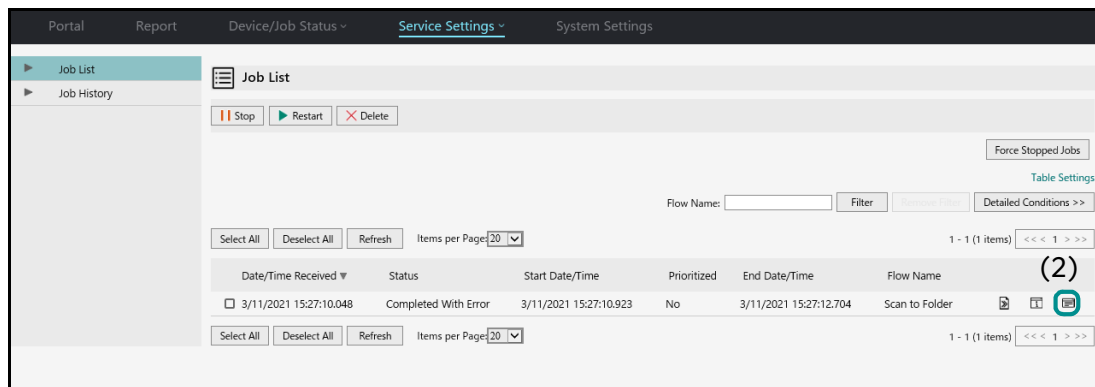 Portal Report Device/Job Status Service Settings System Settings
Job List
Job History
Job List
Stop Restart Delete
Force Stopped Jobs
Table Settings
Flow Name: Filter Remove Filter Detailed Conditions >>
Select All Deselect All Refresh Items per Page: 20 1 - 1 (1 items) << < 1 > >>
(2)
Date/Time Received Status Start Date/Time Prioritized End Date/Time Flow Name
3/11/2021 15:27:10.048 Completed With Error 3/11/2021 15:27:10.923 No 3/11/2021 15:27:12.704 Scan to Folder
Select All Deselect All Refresh Items per Page: 20 1 - 1 (1 items) << < 1 > >>